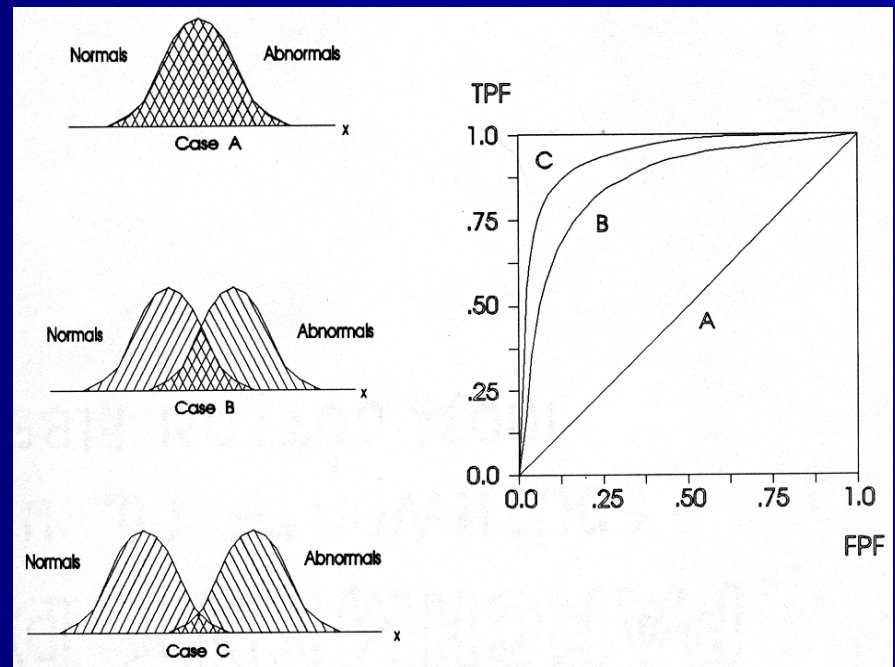 Normals Abnormals
x
Case A
Normals Abnormals
x
Case B
Normals Abnormals
x
Case C
TPF
1.0
.75
.50
.25
0.0
C
B
A
0.0 .25 .50 .75 1.0
FPF